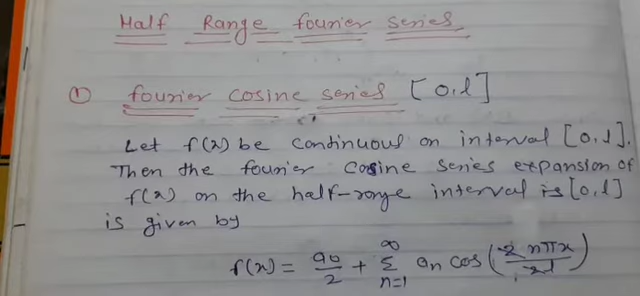 Half Range fourier series
① fourier cosine series [0,l]
Let f(x) be continuous on interval [0,l].
Then the fourier cosine series expansion of
f(x) on the half-range interval is [0,l]
is given by
f(x) = a0/2 + ∞ Σ n=1 an cos (2nπx/2l)